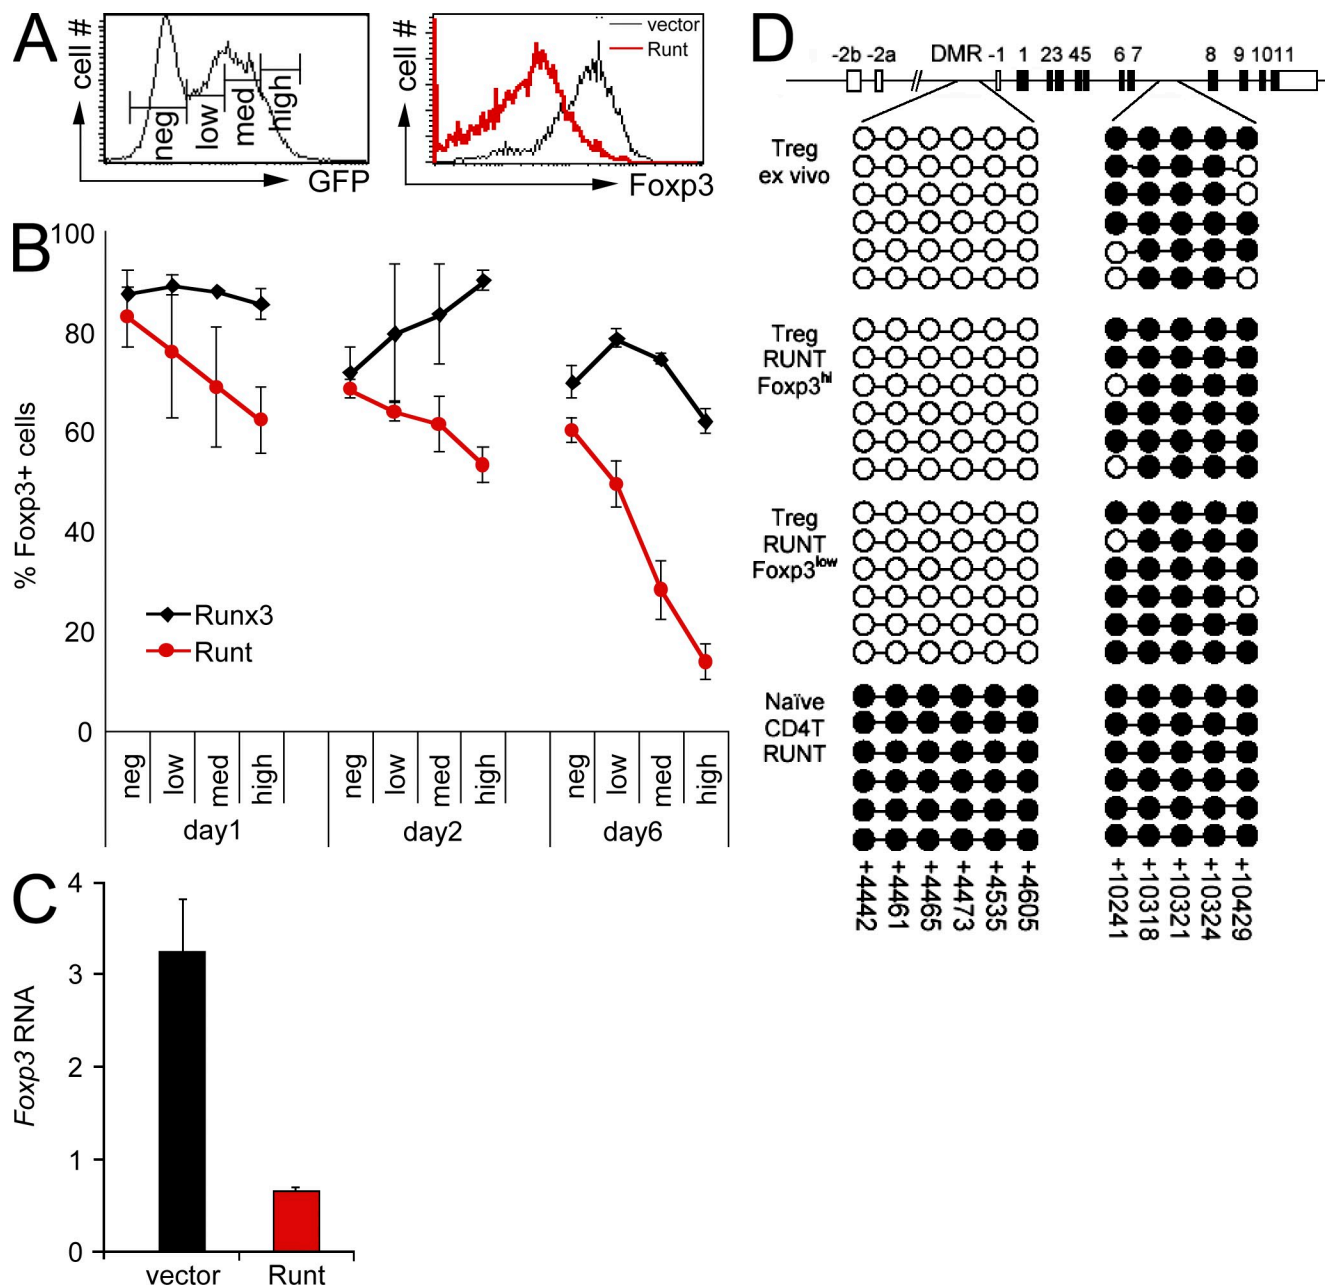 A
cell #
neg
low
med
high
GFP
cell #
vector
Runt
Foxp3
B
100
80
60
40
20
0
% Foxp3+ cells
Runx3
Runt
neg low med high neg low med high neg low med high
day1 day2 day6
C
4
3
2
1
0
Foxp3 RNA
vector Runt
D
-2b -2a // DMR -1 1 23 45 6 7 8 9 1011
Treg
ex vivo
Treg
RUNT
Foxp3hi
Treg
RUNT
Foxp3low
Naïve
CD4T
RUNT
+4442 +4461 +4465 +4473 +4535 +4605 +10241 +10318 +10321 +10324 +10429